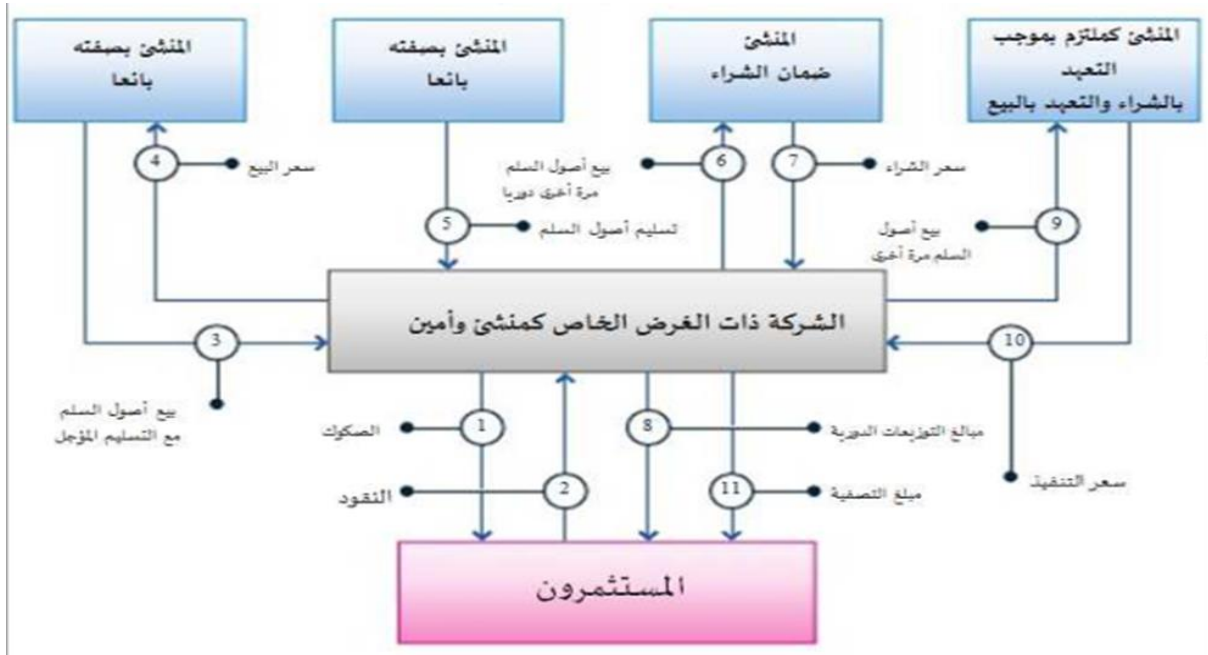 المنشئ كملتزم بموجب
التعهد
بالشراء والتعهد بالبيع
المنشئ
ضمان الشراء
المنشئ بصفته
بائعا
المنشئ بصفته
بائعا
4
سعر البيع
بيع أصول السلم
مرة أخرى دوريا
6
7
سعر الشراء
5
تسليم أصول السلم
بيع أصول
السلم مرة أخرى
9
الشركة ذات الغرض الخاص كمنشئ وأمين
3
10
بيع أصول السلم
مع التسليم المؤجل
الصكوك
1
8
مبالغ التوزيعات الدورية
النقود
2
11
مبلغ التصفية
سعر التنفيذ
المستثمرون